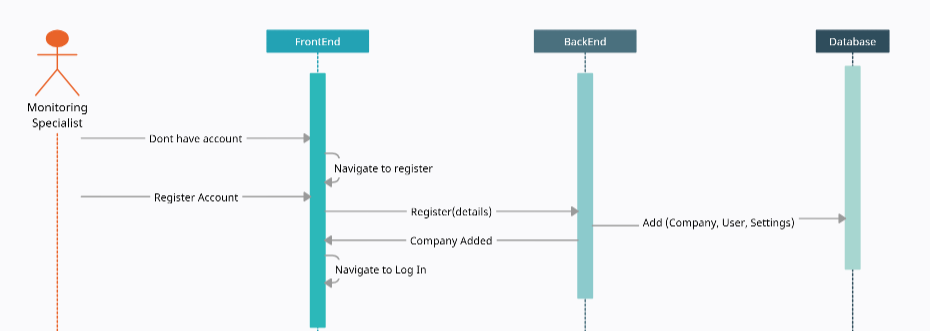 FrontEnd
BackEnd
Database
Monitoring
Specialist
Dont have account
Navigate to register
Register Account
Register(details)
Add (Company, User, Settings)
Company Added
Navigate to Log In